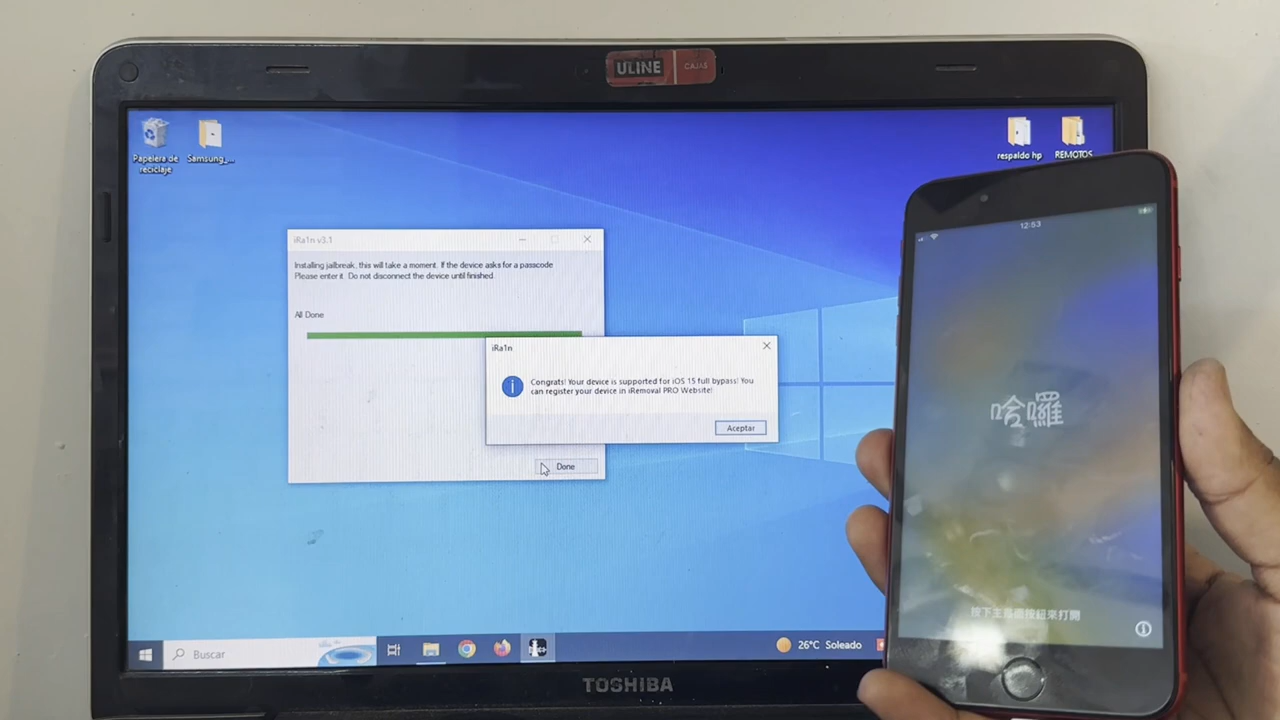 ULINE CAJAS
Papelera de
reciclaje
Samsung_...
respaldo hp
REMOTOS
iRa1n v3.1
Installing jailbreak, this will take a moment. If the device asks for a passcode
Please enter it. Do not disconnect the device until finished
All Done
iRa1n
Congrats! Your device is supported for iOS 15 full bypass! You
can register your device in iRemoval PRO Website!
Aceptar
Done
12:53
哈囉
按下主畫面按鈕來打開
Buscar
26°C Soleado
TOSHIBA